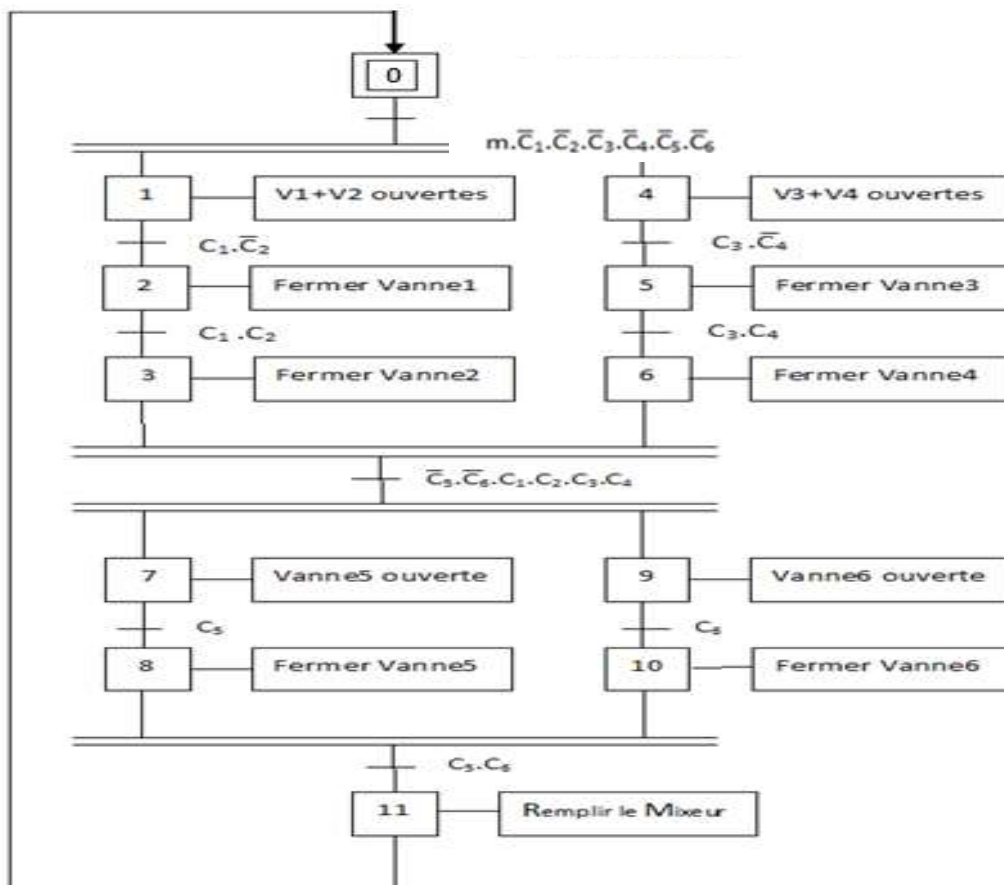 0
m.C̅₁.C̅₂.C̅₃.C̅₄.C̅₅.C̅₆
1 V1+V2 ouvertes 4 V3+V4 ouvertes
C₁.C̅₂ C₃.C̅₄
2 Fermer Vanne1 5 Fermer Vanne3
C₁.C₂ C₃.C₄
3 Fermer Vanne2 6 Fermer Vanne4
C̅₅.C̅₆.C₁.C₂.C₃.C₄
7 Vanne5 ouverte 9 Vanne6 ouverte
C₅ C₆
8 Fermer Vanne5 10 Fermer Vanne6
C₅.C₆
11 Remplir le Mixeur